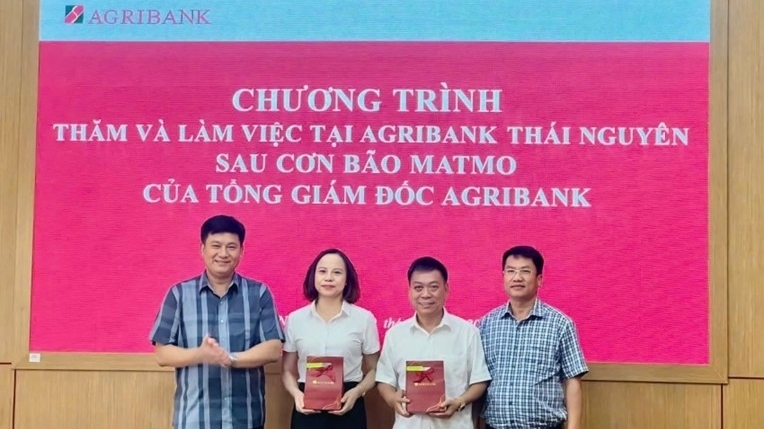 AGRIBANK
CHƯƠNG TRÌNH
THĂM VÀ LÀM VIỆC TẠI AGRIBANK THÁI NGUYÊN
SAU CƠN BÃO MATMO
CỦA TỔNG GIÁM ĐỐC AGRIBANK